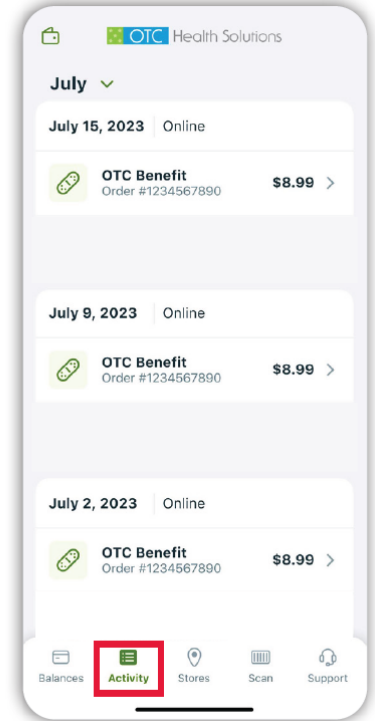 OTC Health Solutions
July
July 15, 2023 Online
OTC Benefit
Order #1234567890
$8.99
July 9, 2023 Online
OTC Benefit
Order #1234567890
$8.99
July 2, 2023 Online
OTC Benefit
Order #1234567890
$8.99
Balances Activity Stores Scan Support